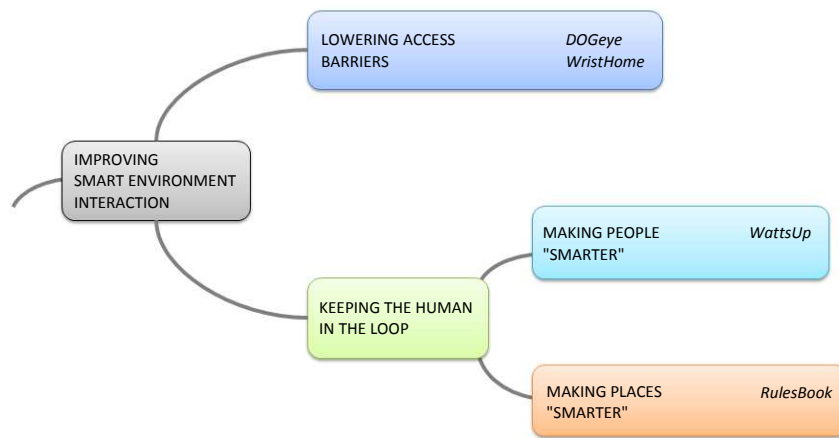 LOWERING ACCESS BARRIERS
DOGeye
WristHome
IMPROVING
SMART ENVIRONMENT
INTERACTION
MAKING PEOPLE
"SMARTER"
WattsUp
KEEPING THE HUMAN
IN THE LOOP
MAKING PLACES
"SMARTER"
RulesBook